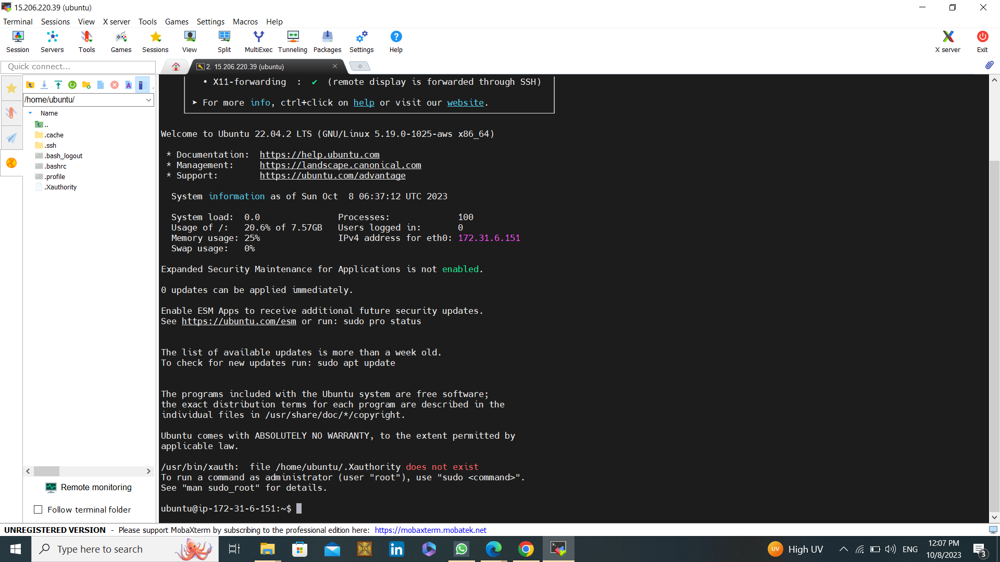 15.206.220.39 (ubuntu)
Terminal Sessions View X server Tools Games Settings Macros Help
Session Servers Tools Games Sessions View Split MultiExec Tunneling Packages Settings Help X server Exit
Quick connect...
2. 15.206.220.39 (ubuntu)
/home/ubuntu/
Name
..
.cache
.ssh
.bash_logout
.bashrc
.profile
.Xauthority
Remote monitoring
Follow terminal folder
• X11-forwarding : ✔ (remote display is forwarded through SSH)
➤ For more info, ctrl+click on help or visit our website.
Welcome to Ubuntu 22.04.2 LTS (GNU/Linux 5.19.0-1025-aws x86_64)
* Documentation: https://help.ubuntu.com
* Management: https://landscape.canonical.com
* Support: https://ubuntu.com/advantage
System information as of Sun Oct 8 06:37:12 UTC 2023
System load: 0.0 Processes: 100
Usage of /: 20.6% of 7.57GB Users logged in: 0
Memory usage: 25% IPv4 address for eth0: 172.31.6.151
Swap usage: 0%
Expanded Security Maintenance for Applications is not enabled.
0 updates can be applied immediately.
Enable ESM Apps to receive additional future security updates.
See https://ubuntu.com/esm or run: sudo pro status
The list of available updates is more than a week old.
To check for new updates run: sudo apt update
The programs included with the Ubuntu system are free software;
the exact distribution terms for each program are described in the
individual files in /usr/share/doc/*/copyright.
Ubuntu comes with ABSOLUTELY NO WARRANTY, to the extent permitted by
applicable law.
/usr/bin/xauth: file /home/ubuntu/.Xauthority does not exist
To run a command as administrator (user "root"), use "sudo <command>".
See "man sudo_root" for details.
ubuntu@ip-172-31-6-151:~$
UNREGISTERED VERSION - Please support MobaXterm by subscribing to the professional edition here: https://mobaxterm.mobatek.net
Type here to search
UV High UV ENG
12:07 PM
10/8/2023
3